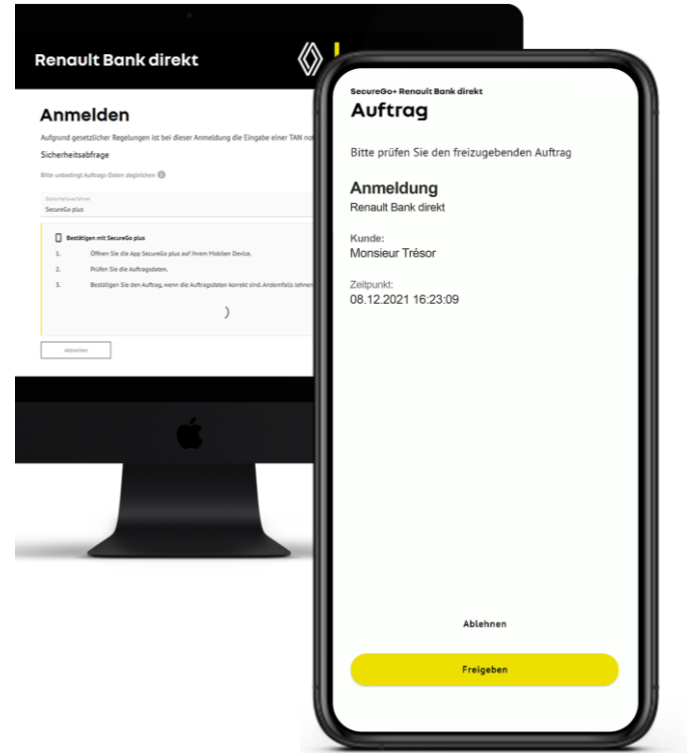 Renault Bank direkt
Anmelden
Aufgrund gesetzlicher Regelungen ist bei dieser Anmeldung die Eingabe einer TAN
Sicherheitsabfrage
Bitte unbedingt Auftrags-Daten abgleichen
Sicherheitsverfahren
SecureGo plus
Bestätigen mit SecureGo plus
1. Öffnen Sie die App SecureGo plus auf Ihrem Mobilen Device.
2. Prüfen Sie die Auftragsdaten.
3. Bestätigen Sie den Auftrag, wenn die Auftragsdaten korrekt sind. Andernfalls lehnen
Abbrechen
SecureGo+ Renault Bank direkt
Auftrag
Bitte prüfen Sie den freizugebenden Auftrag
Anmeldung
Renault Bank direkt
Kunde:
Monsieur Trésor
Zeitpunkt:
08.12.2021 16:23:09
Ablehnen
Freigeben